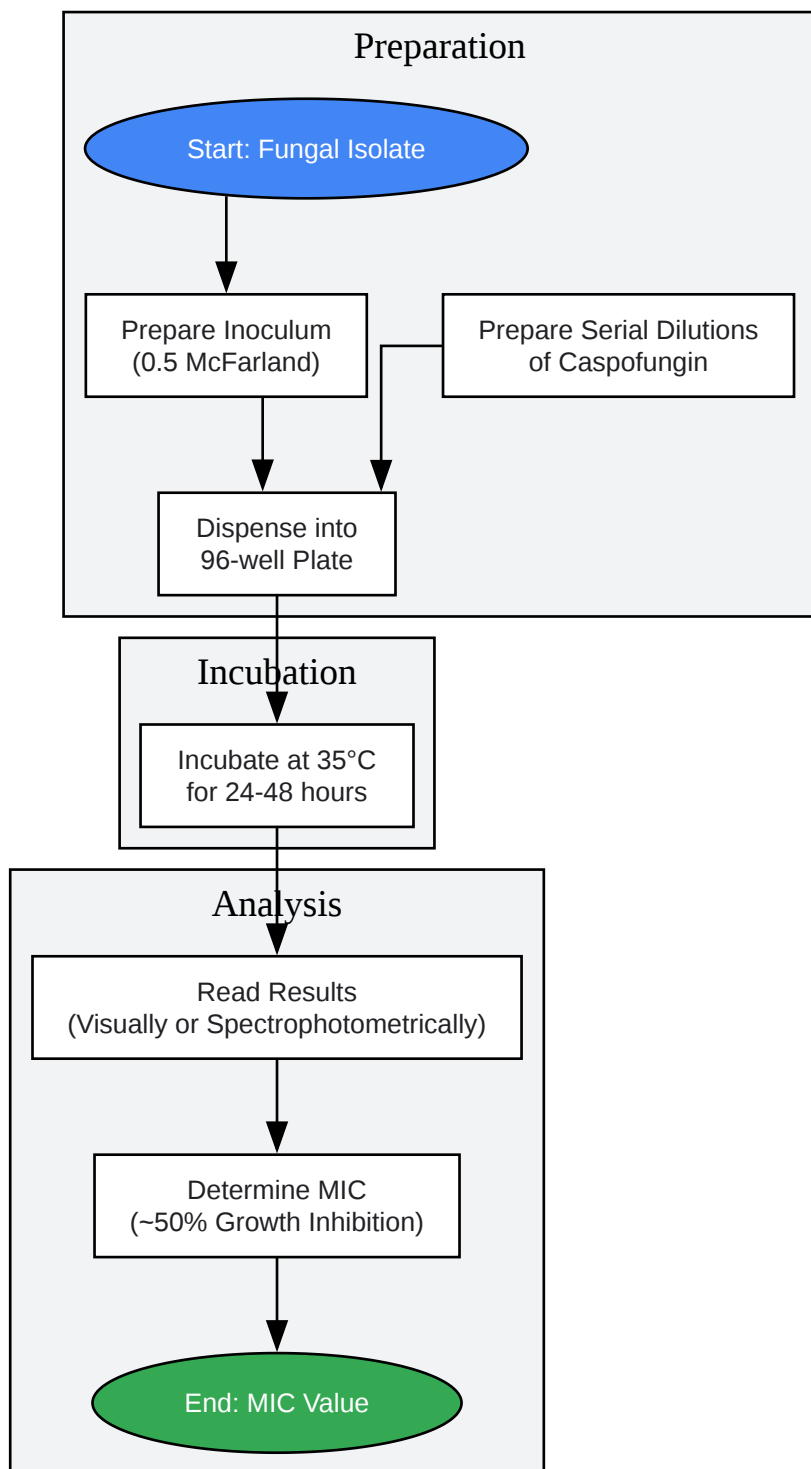 Preparation
Start: Fungal Isolate
Prepare Inoculum
(0.5 McFarland)
Prepare Serial Dilutions
of Caspofungin
Dispense into
96-well Plate
Incubation
Incubate at 35°C
for 24-48 hours
Analysis
Read Results
(Visually or Spectrophotometrically)
Determine MIC
(~50% Growth Inhibition)
End: MIC Value